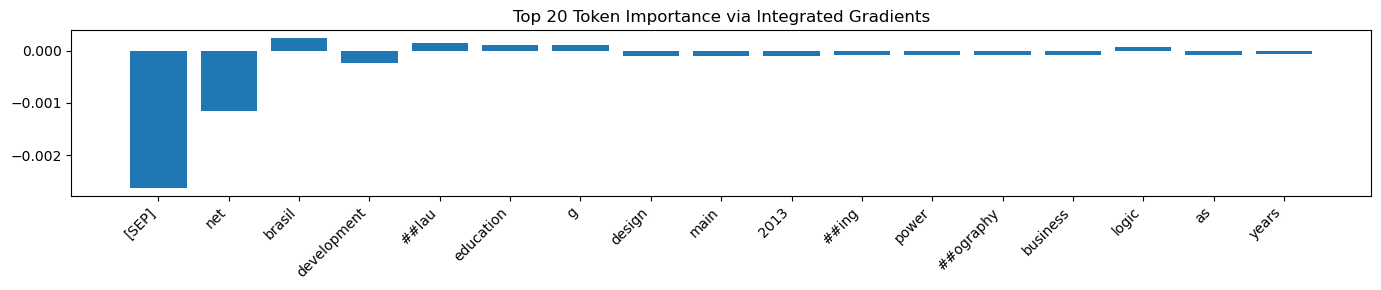 Top 20 Token Importance via Integrated Gradients
0.000
−0.001
−0.002
[SEP]
net
brasil
development
##lau
education
g
design
main
2013
##ing
power
##ography
business
logic
as
years